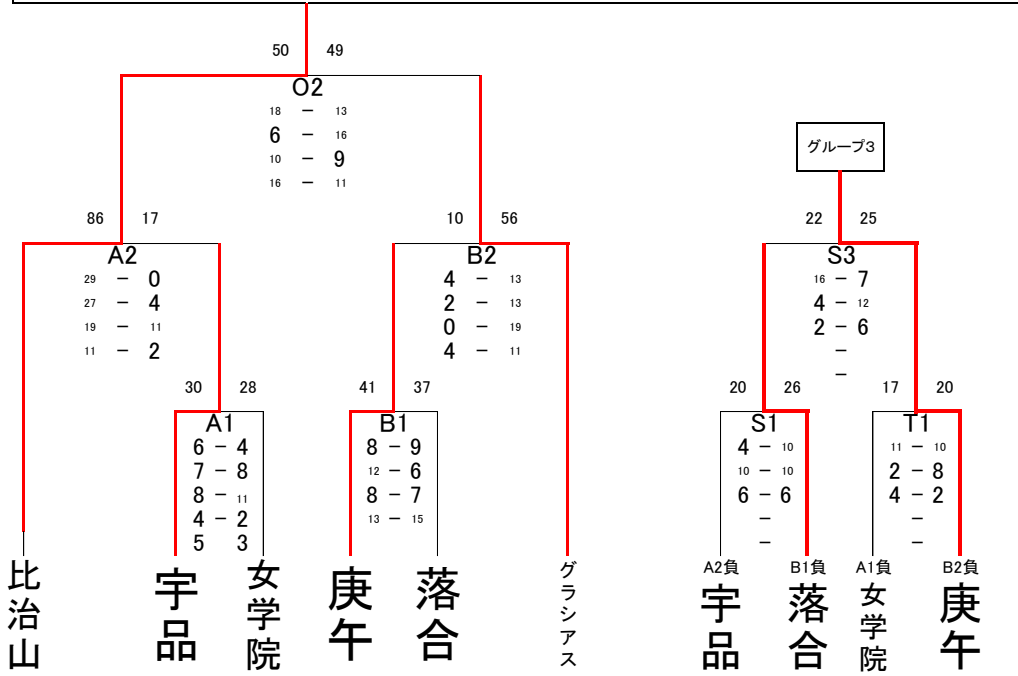 50 49
O2
18 － 13
6 － 16
10 － 9
16 － 11
グループ3
86 17
A2
29 － 0
27 － 4
19 － 11
11 － 2
10 56
B2
4 － 13
2 － 13
0 － 19
4 － 11
22 25
S3
16 － 7
4 － 12
2 － 6
－
－
30 28
A1
6 － 4
7 － 8
8 － 11
4 － 2
5 3
41 37
B1
8 － 9
12 － 6
8 － 7
13 － 15
20 26
S1
4 － 10
10 － 10
6 － 6
－
－
17 20
T1
11 － 10
2 － 8
4 － 2
－
－
比治山
宇品
女学院
庚午
落合
グラシアス
A2負
宇品
B1負
落合
A1負
女学院
B2負
庚午